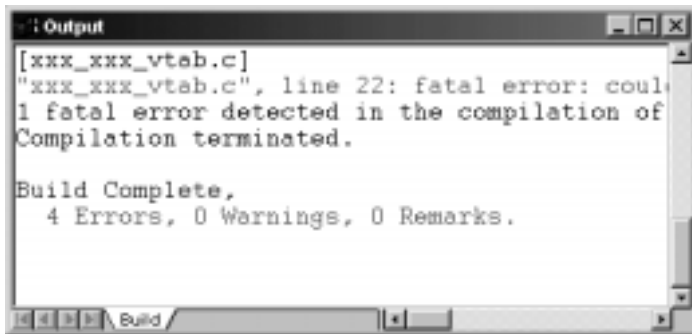 Output
[xxx_xxx_vtab.c]
"xxx_xxx_vtab.c", line 22: fatal error: coul
1 fatal error detected in the compilation of
Compilation terminated.
Build Complete,
4 Errors, 0 Warnings, 0 Remarks.
Build